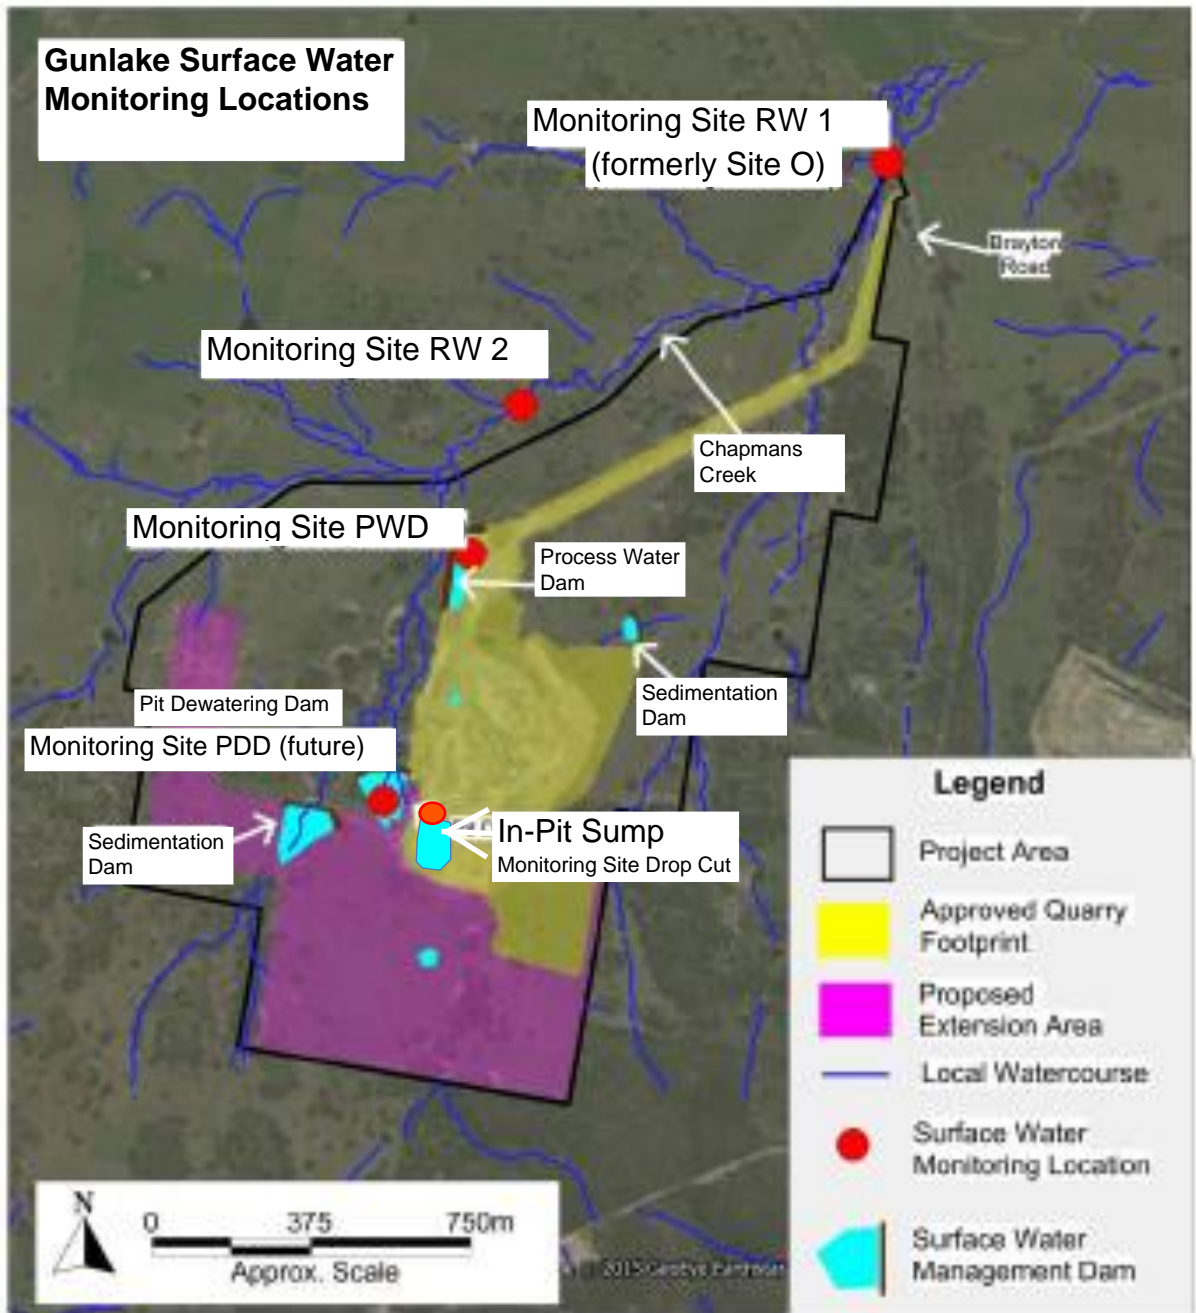 Gunlake Surface Water
Monitoring Locations
Monitoring Site RW 1
(formerly Site O)
Brayton
Road
Monitoring Site RW 2
Chapmans
Creek
Monitoring Site PWD
Process Water
Dam
Sedimentation
Dam
Pit Dewatering Dam
Monitoring Site PDD (future)
Sedimentation
Dam
In-Pit Sump
Monitoring Site Drop Cut
Legend
Project Area
Approved Quarry
Footprint
Proposed
Extension Area
Local Watercourse
Surface Water
Monitoring Location
Surface Water
Management Dam
N
0 375 750m
Approx. Scale
2015 GeoEye Earthstar